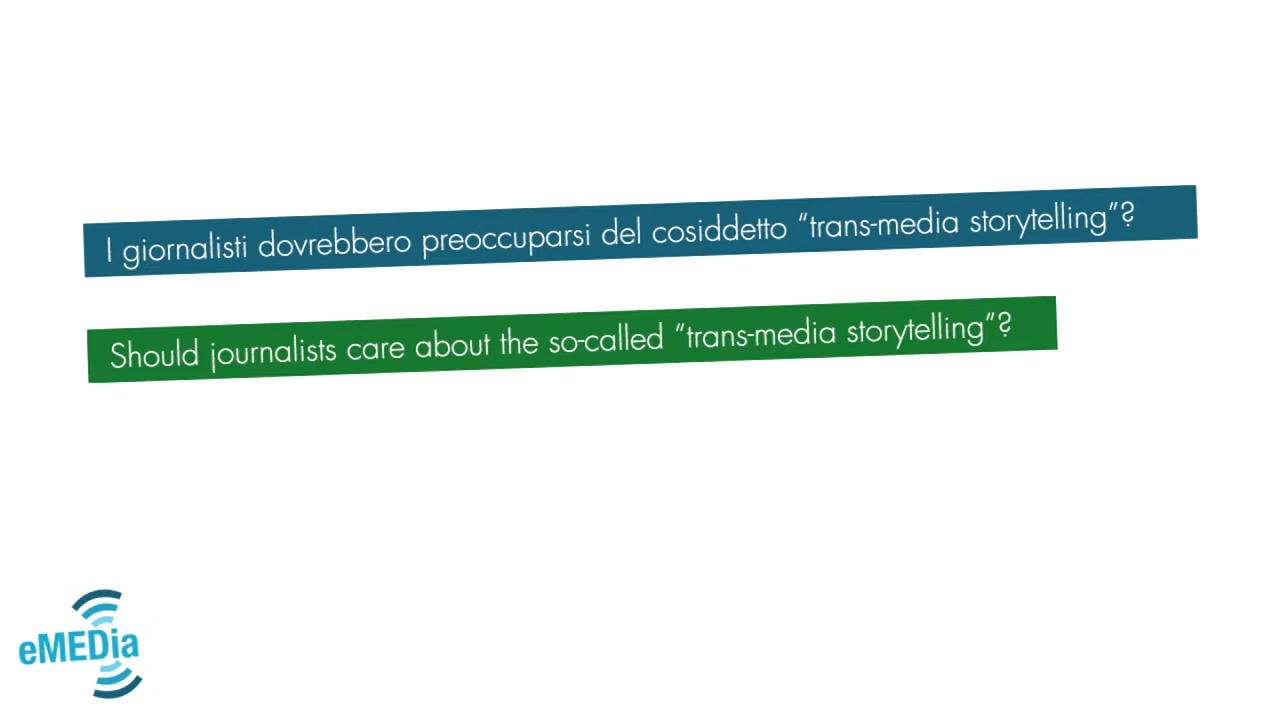 I giornalisti dovrebbero preoccuparsi del cosiddetto “trans-media storytelling”?
Should journalists care about the so-called “trans-media storytelling”?
eMEDia